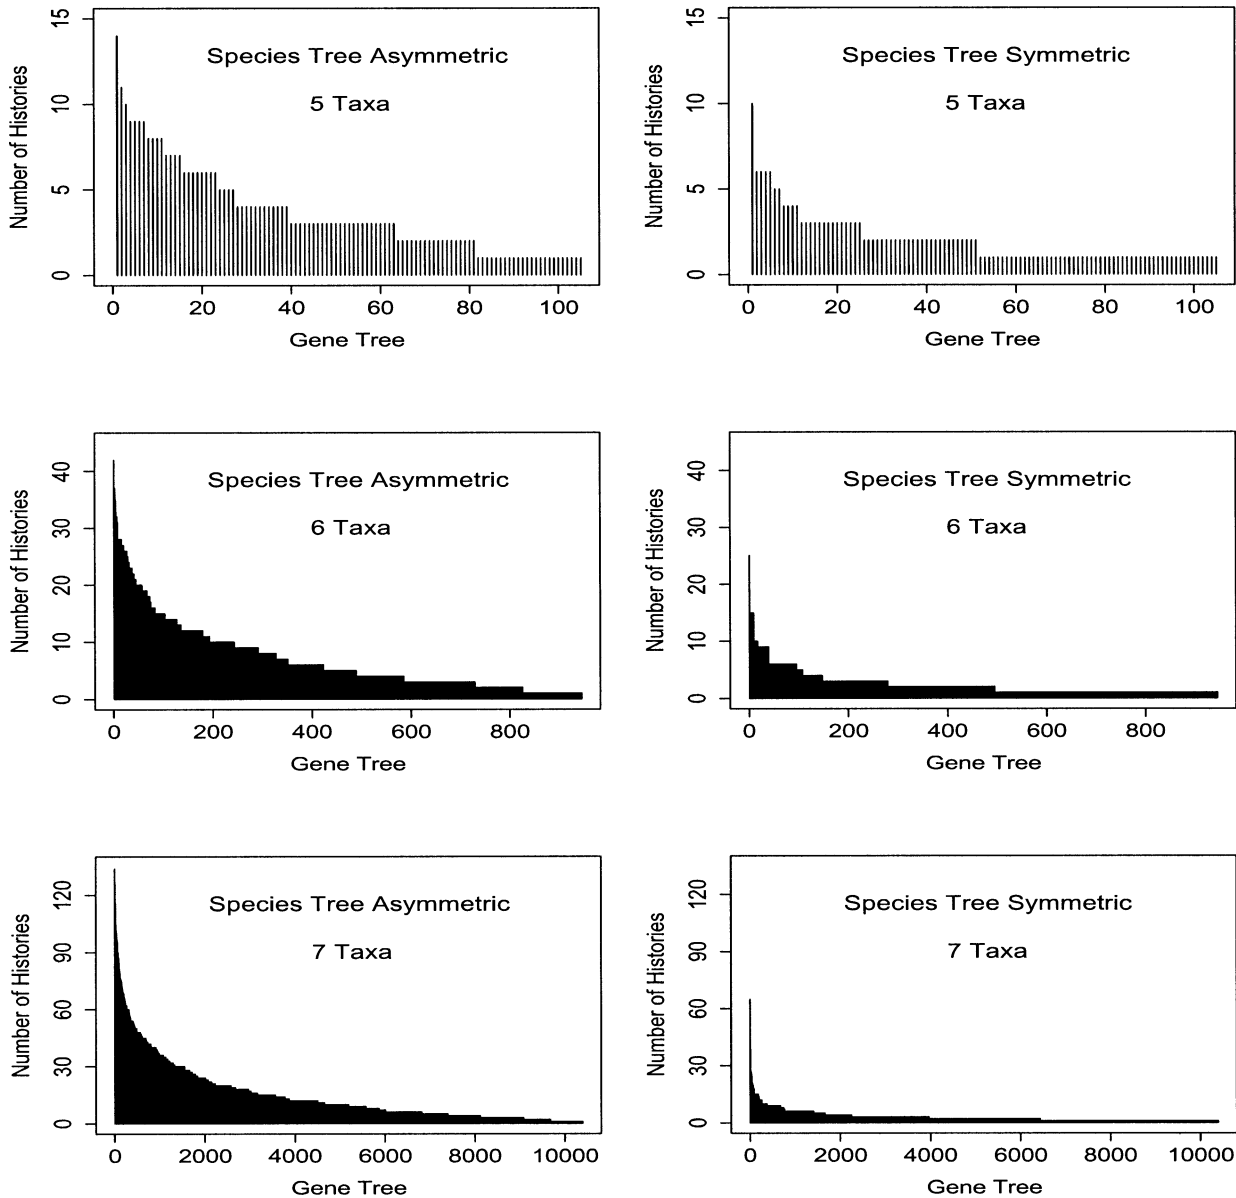 Species Tree Asymmetric
5 Taxa
Number of Histories
15
10
5
0
0 20 40 60 80 100
Gene Tree
Species Tree Symmetric
5 Taxa
Number of Histories
15
10
5
0
0 20 40 60 80 100
Gene Tree
Species Tree Asymmetric
6 Taxa
Number of Histories
40
30
20
10
0
0 200 400 600 800
Gene Tree
Species Tree Symmetric
6 Taxa
Number of Histories
40
30
20
10
0
0 200 400 600 800
Gene Tree
Species Tree Asymmetric
7 Taxa
Number of Histories
120
90
60
30
0
0 2000 4000 6000 8000 10000
Gene Tree
Species Tree Symmetric
7 Taxa
Number of Histories
120
90
60
30
0
0 2000 4000 6000 8000 10000
Gene Tree